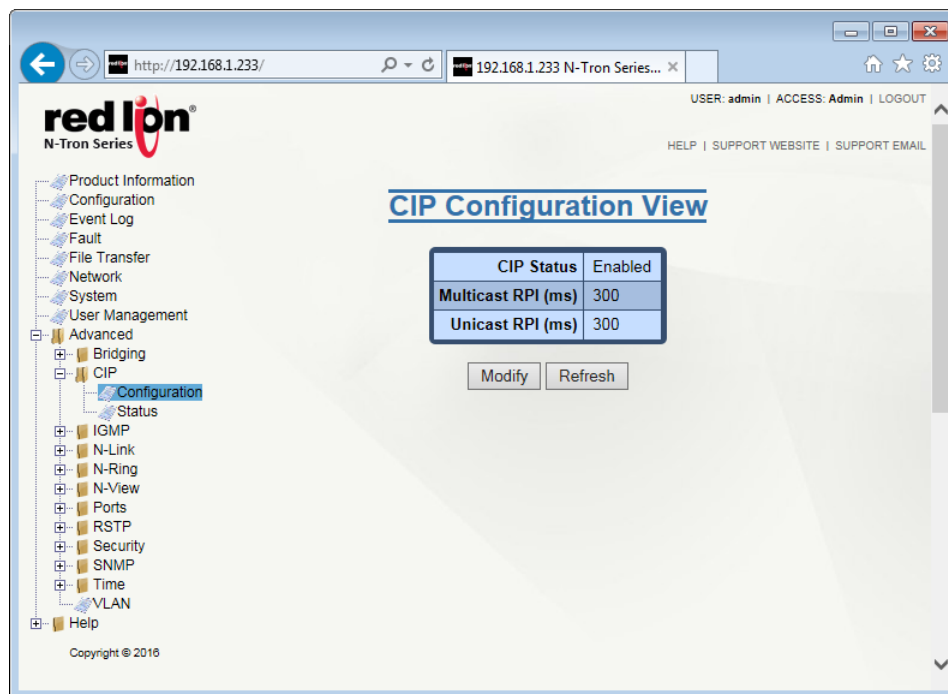 http://192.168.1.233/
192.168.1.233 N-Tron Series...
USER: admin | ACCESS: Admin | LOGOUT
red lion®
N-Tron Series
HELP | SUPPORT WEBSITE | SUPPORT EMAIL
Product Information
Configuration
Event Log
Fault
File Transfer
Network
System
User Management
Advanced
Bridging
CIP
Configuration
Status
IGMP
N-Link
N-Ring
N-View
Ports
RSTP
Security
SNMP
Time
VLAN
Help
Copyright © 2016
CIP Configuration View
CIP Status Enabled
Multicast RPI (ms) 300
Unicast RPI (ms) 300
Modify Refresh